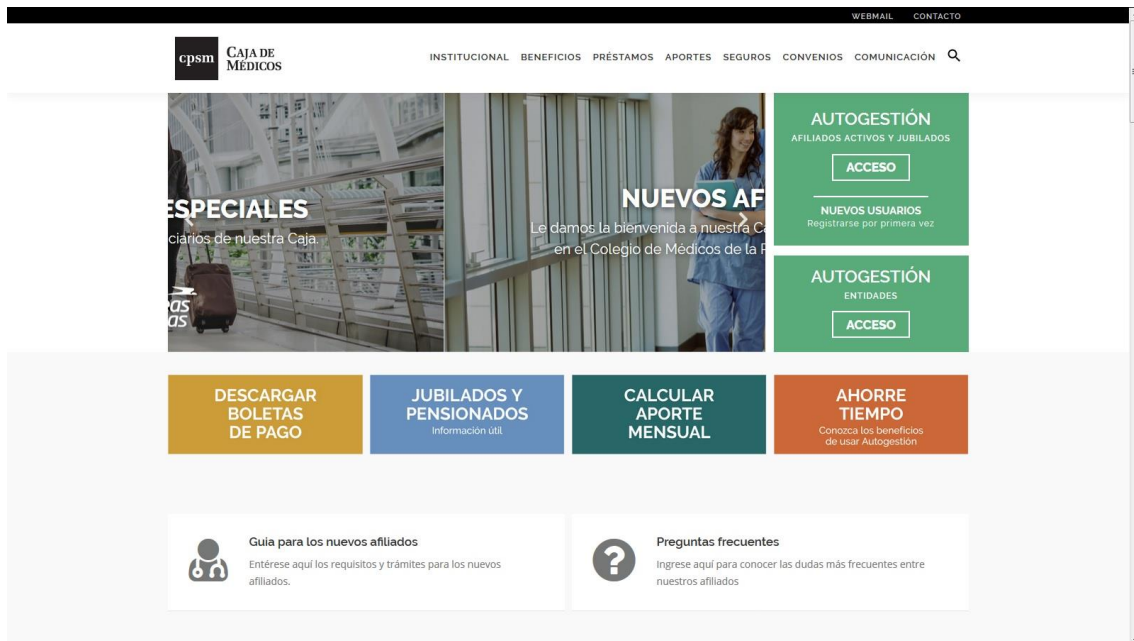 WEBMAIL CONTACTO
cpsm
CAJA DE
MÉDICOS
INSTITUCIONAL BENEFICIOS PRÉSTAMOS APORTES SEGUROS CONVENIOS COMUNICACIÓN
ESPECIALES
ciarios de nuestra Caja.
as
as
NUEVOS AF
Le damos la bienvenida a nuestra Ca
en el Colegio de Médicos de la P
AUTOGESTIÓN
AFILIADOS ACTIVOS Y JUBILADOS
ACCESO
NUEVOS USUARIOS
Registrarse por primera vez
AUTOGESTIÓN
ENTIDADES
ACCESO
DESCARGAR
BOLETAS
DE PAGO
JUBILADOS Y
PENSIONADOS
Información útil
CALCULAR
APORTE
MENSUAL
AHORRE
TIEMPO
Conozca los beneficios
de usar Autogestión
Guia para los nuevos afiliados
Entérese aquí los requisitos y trámites para los nuevos
afiliados.
Preguntas frecuentes
Ingrese aquí para conocer las dudas más frecuentes entre
nuestros afiliados